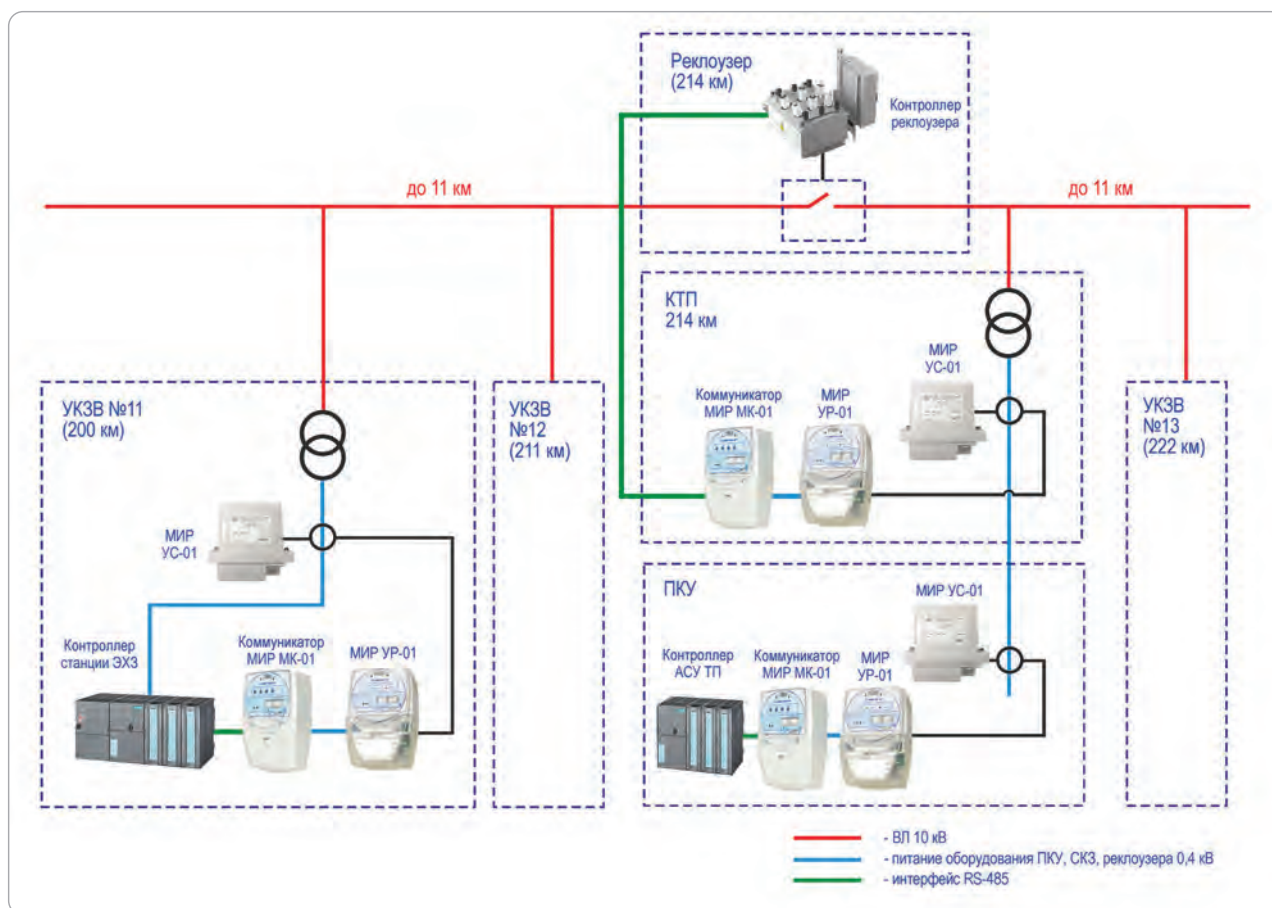 Реклоузер
(214 км)
Контроллер
реклоузера
до 11 км
до 11 км
КТП
214 км
МИР
УС-01
Коммуникатор
МИР МК-01
МИР
УР-01
УКЗВ №11
(200 км)
УКЗВ
№12
(211 км)
УКЗВ
№13
(222 км)
МИР
УС-01
Контроллер
станции ЭХЗ
Коммуникатор
МИР МК-01
МИР УР-01
ПКУ
МИР УС-01
Контроллер
АСУ ТП
Коммуникатор
МИР МК-01
МИР
УР-01
- ВЛ 10 кВ
- питание оборудования ПКУ, СКЗ, реклоузера 0,4 кВ
- интерфейс RS-485